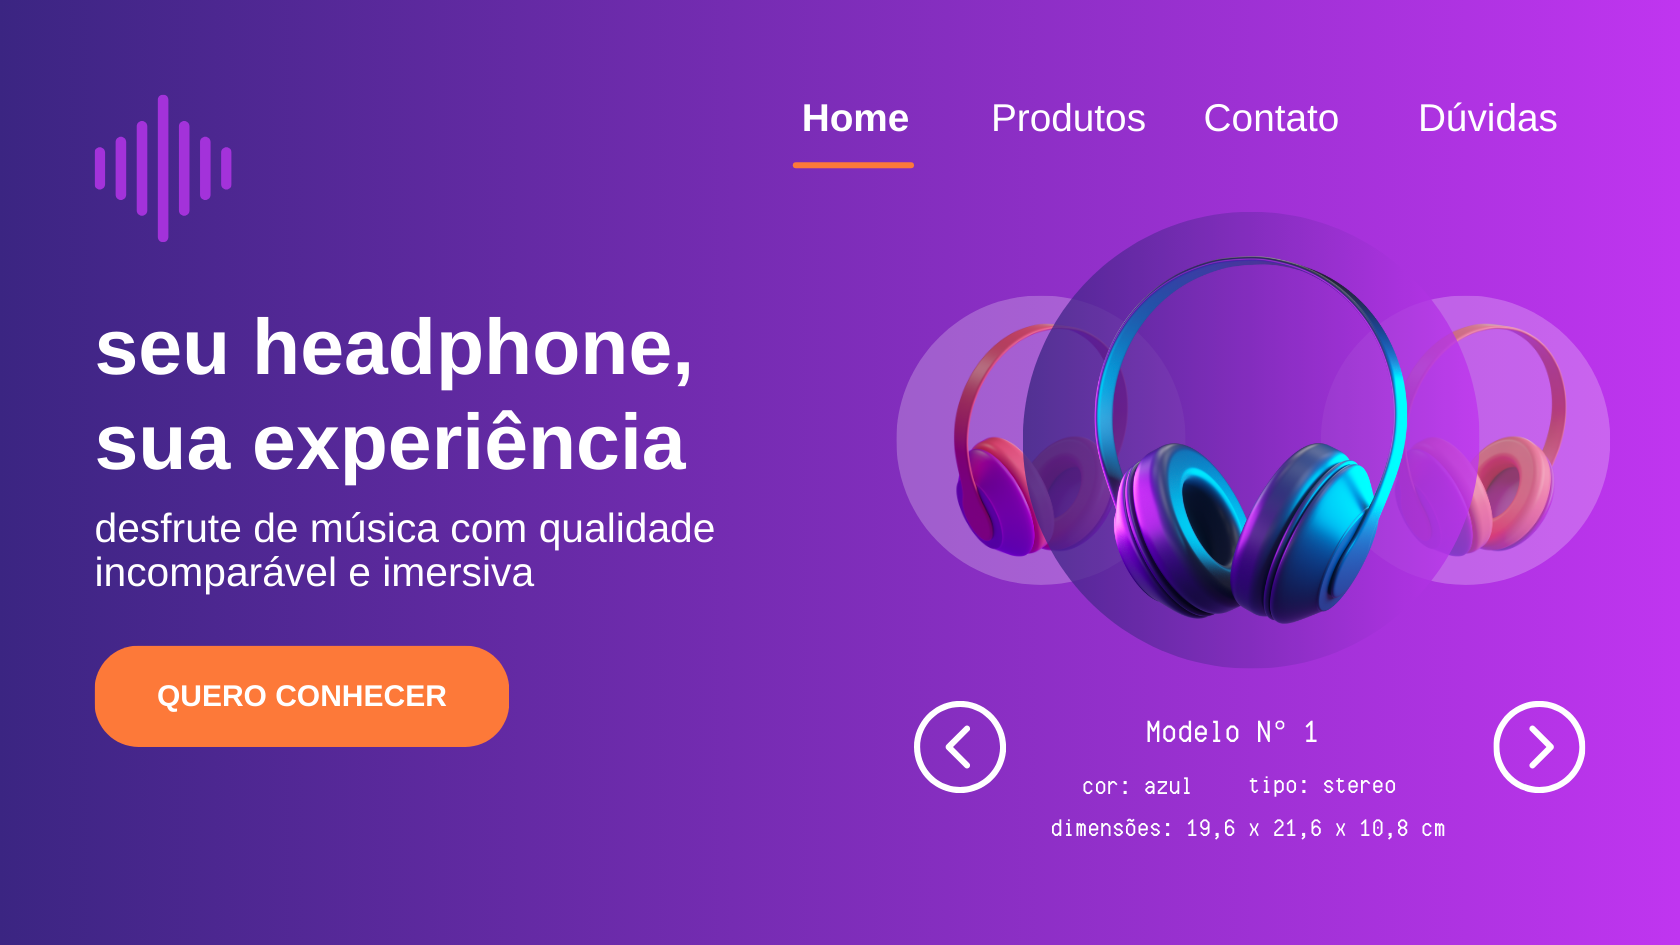 Home Produtos Contato Dúvidas
seu headphone,
sua experiência
desfrute de música com qualidade
incomparável e imersiva
QUERO CONHECER
Modelo N° 1
cor: azul tipo: stereo
dimensões: 19,6 x 21,6 x 10,8 cm